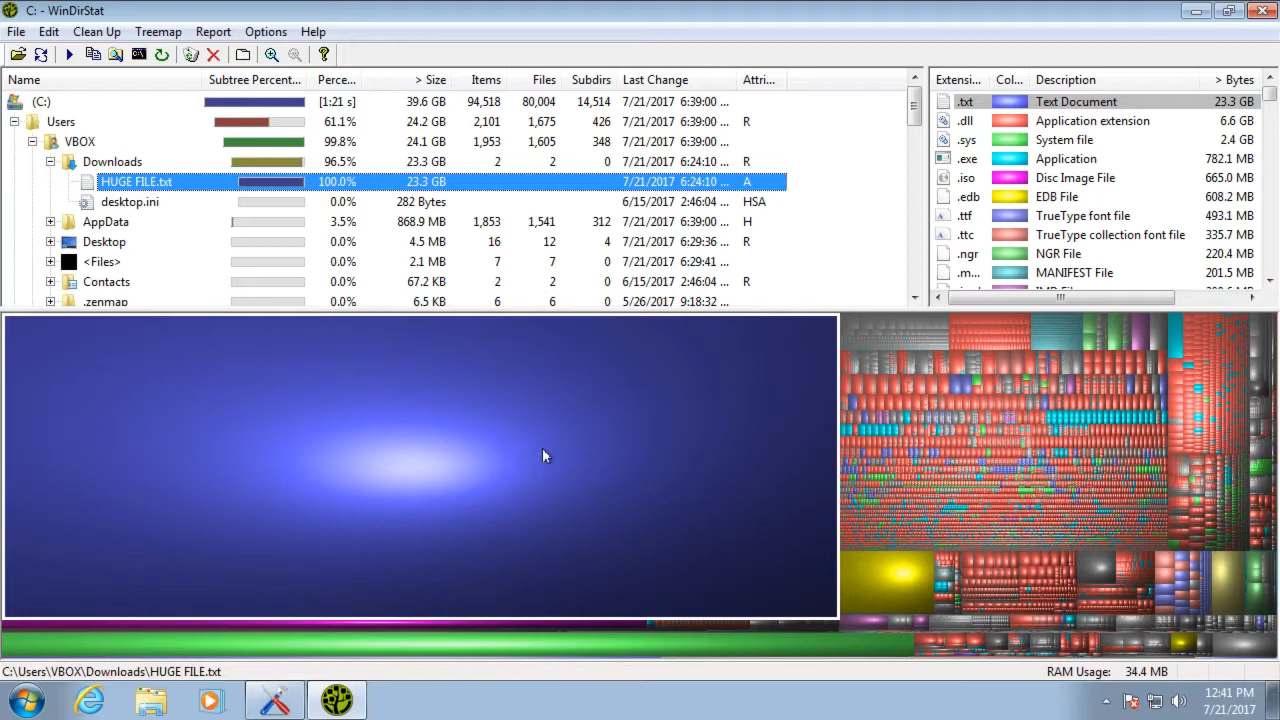 C: - WinDirStat
File Edit Clean Up Treemap Report Options Help
Name Subtree Percent... Perce... > Size Items Files Subdirs Last Change Attri...
(C:) [1:21 s] 39.6 GB 94,518 80,004 14,514 7/21/2017 6:39:00 ...
Users 61.1% 24.2 GB 2,101 1,675 426 7/21/2017 6:39:00 ... R
VBOX 99.8% 24.1 GB 1,953 1,605 348 7/21/2017 6:39:00 ...
Downloads 96.5% 23.3 GB 2 2 0 7/21/2017 6:24:10 ... R
HUGE FILE.txt 100.0% 23.3 GB 7/21/2017 6:24:10 ... A
desktop.ini 0.0% 282 Bytes 6/15/2017 2:46:04 ... HSA
AppData 3.5% 868.9 MB 1,853 1,541 312 7/21/2017 6:39:00 ... H
Desktop 0.0% 4.5 MB 16 12 4 7/21/2017 6:29:36 ... R
<Files> 0.0% 2.1 MB 7 7 0 7/21/2017 6:29:41 ...
Contacts 0.0% 67.2 KB 2 2 0 6/15/2017 2:46:04 ... R
.zenmap 0.0% 6.5 KB 6 6 0 5/26/2017 9:18:32 ...
Extensi... Col... Description > Bytes
.txt Text Document 23.3 GB
.dll Application extension 6.6 GB
.sys System file 2.4 GB
.exe Application 782.1 MB
.iso Disc Image File 665.0 MB
.edb EDB File 608.2 MB
.ttf TrueType font file 493.1 MB
.ttc TrueType collection font file 335.7 MB
.ngr NGR File 220.4 MB
.m... MANIFEST File 201.5 MB
C:\Users\VBOX\Downloads\HUGE FILE.txt
RAM Usage: 34.4 MB
12:41 PM
7/21/2017